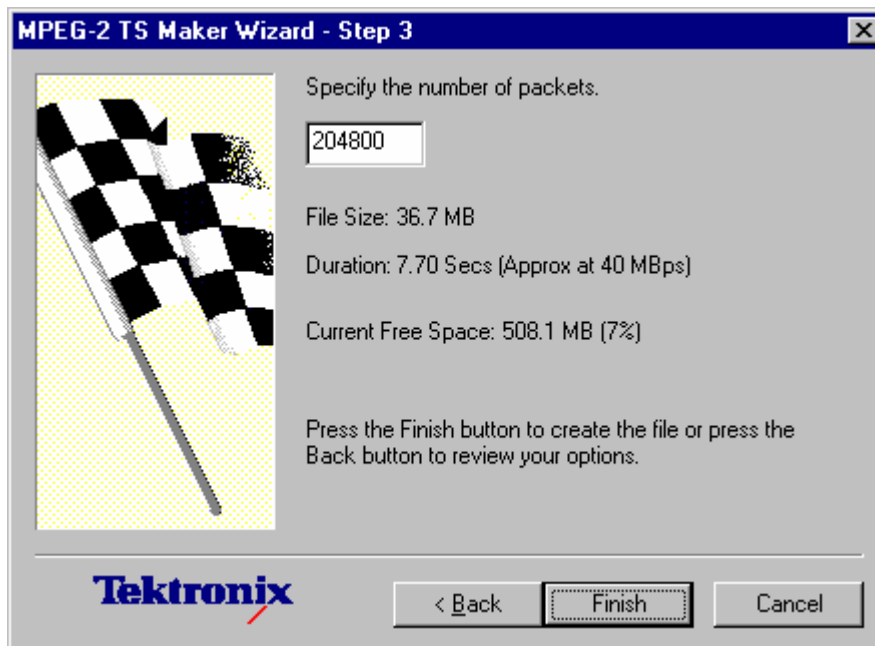 MPEG-2 TS Maker Wizard - Step 3
Specify the number of packets.
204800
File Size: 36.7 MB
Duration: 7.70 Secs (Approx at 40 MBps)
Current Free Space: 508.1 MB (7%)
Press the Finish button to create the file or press the
Back button to review your options.
Tektronix
< Back
Finish
Cancel